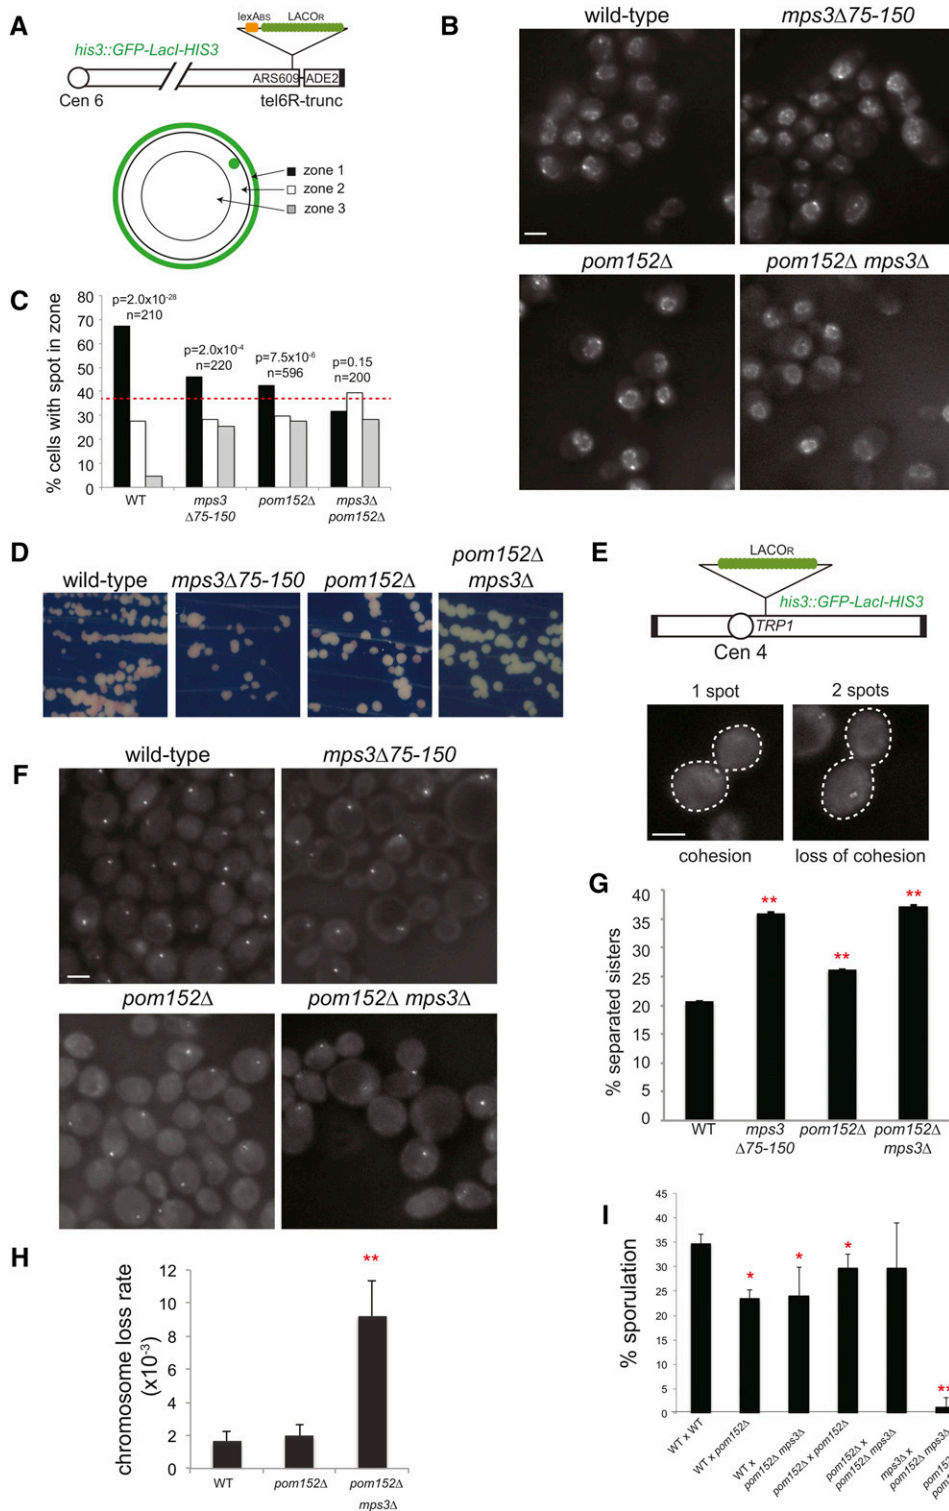 A
lexABS
LACOR
his3::GFP-LacI-HIS3
ARS609
ADE2
Cen 6
tel6R-trunc
zone 1
zone 2
zone 3
B
wild-type
mps3Δ75-150
pom152Δ
pom152Δ mps3Δ
C
% cells with spot in zone
80
70
60
50
40
30
20
10
0
p=2.0x10-28
n=210
p=2.0x10-4
n=220
p=7.5x10-6
n=596
p=0.15
n=200
WT
mps3
Δ75-150
pom152Δ
mps3Δ
pom152Δ
D
wild-type
mps3Δ75-150
pom152Δ
pom152Δ
mps3Δ
E
LACOR
his3::GFP-LacI-HIS3
TRP1
Cen 4
1 spot
2 spots
cohesion
loss of cohesion
F
wild-type
mps3Δ75-150
pom152Δ
pom152Δ mps3Δ
G
% separated sisters
40
35
30
25
20
15
10
5
0
**
**
**
WT
mps3
Δ75-150
pom152Δ
pom152Δ
mps3Δ
H
chromosome loss rate
(x10-3)
12
10
8
6
4
2
0
**
WT
pom152Δ
pom152Δ
mps3Δ
I
% sporulation
45
40
35
30
25
20
15
10
5
0
*
*
*
**
WT x WT
WT x pom152Δ
WT x
pom152Δ mps3Δ
pom152Δ x pom152Δ
pom152Δ x
pom152Δ mps3Δ
mps3Δ x
pom152Δ mps3Δ